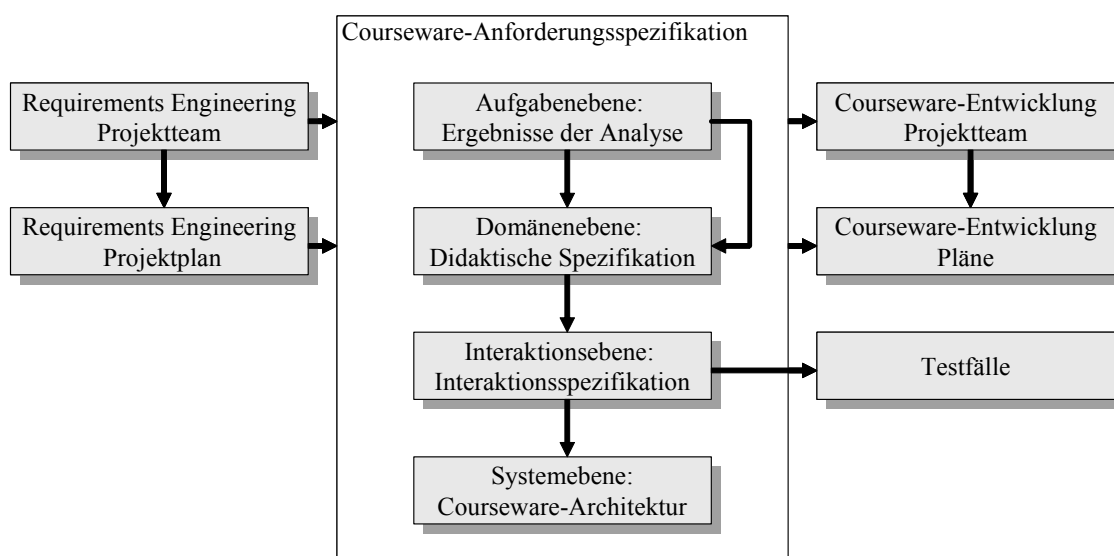 Courseware-Anforderungsspezifikation
Requirements Engineering
Projektteam
Requirements Engineering
Projektplan
Aufgabenebene:
Ergebnisse der Analyse
Domänenebene:
Didaktische Spezifikation
Interaktionsebene:
Interaktionsspezifikation
Systemebene:
Courseware-Architektur
Courseware-Entwicklung
Projektteam
Courseware-Entwicklung
Pläne
Testfälle